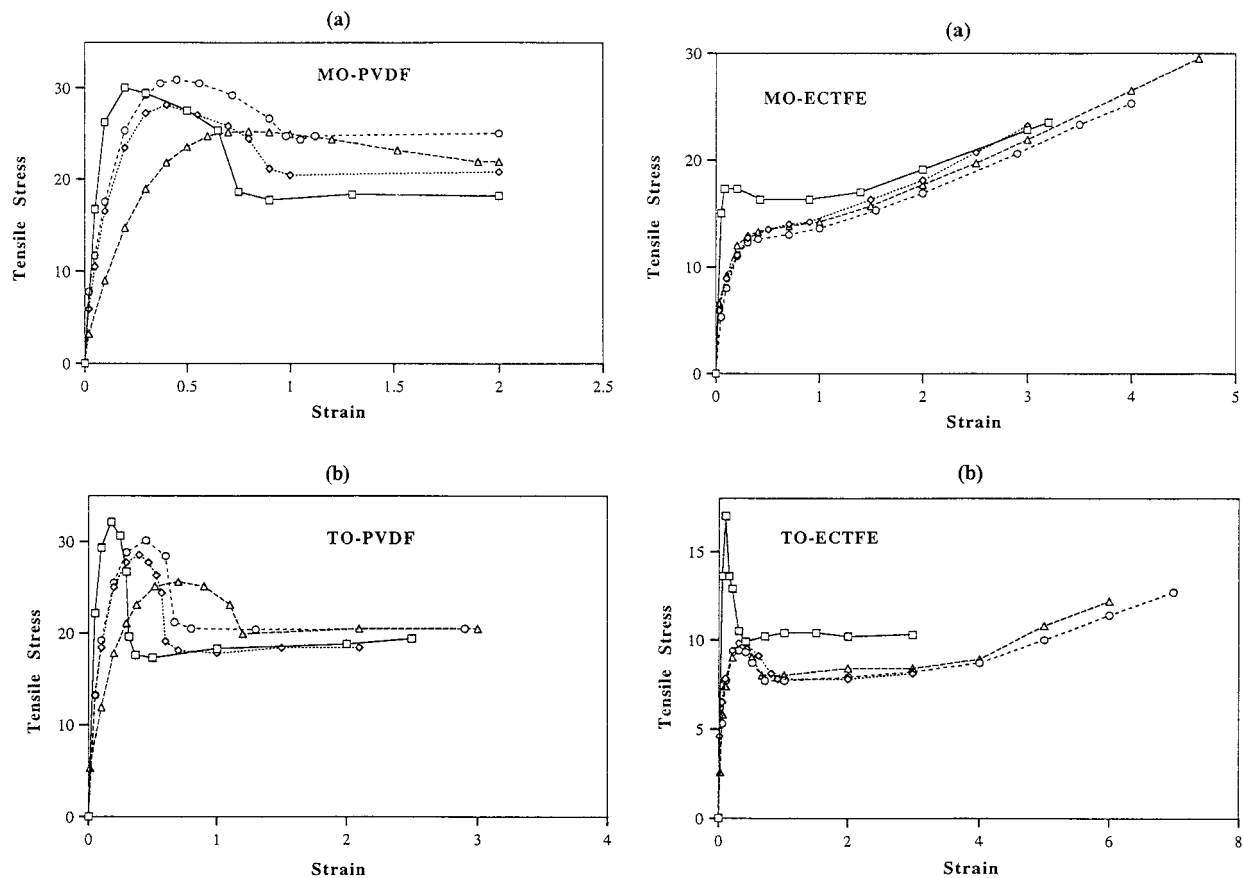 (a)
MO-PVDF
Tensile Stress
30
20
10
0
0 0.5 1 1.5 2 2.5
Strain
(a)
MO-ECTFE
Tensile Stress
30
20
10
0
0 1 2 3 4 5
Strain
(b)
TO-PVDF
Tensile Stress
30
20
10
0
0 1 2 3 4
Strain
(b)
TO-ECTFE
Tensile Stress
15
10
5
0
0 2 4 6 8
Strain